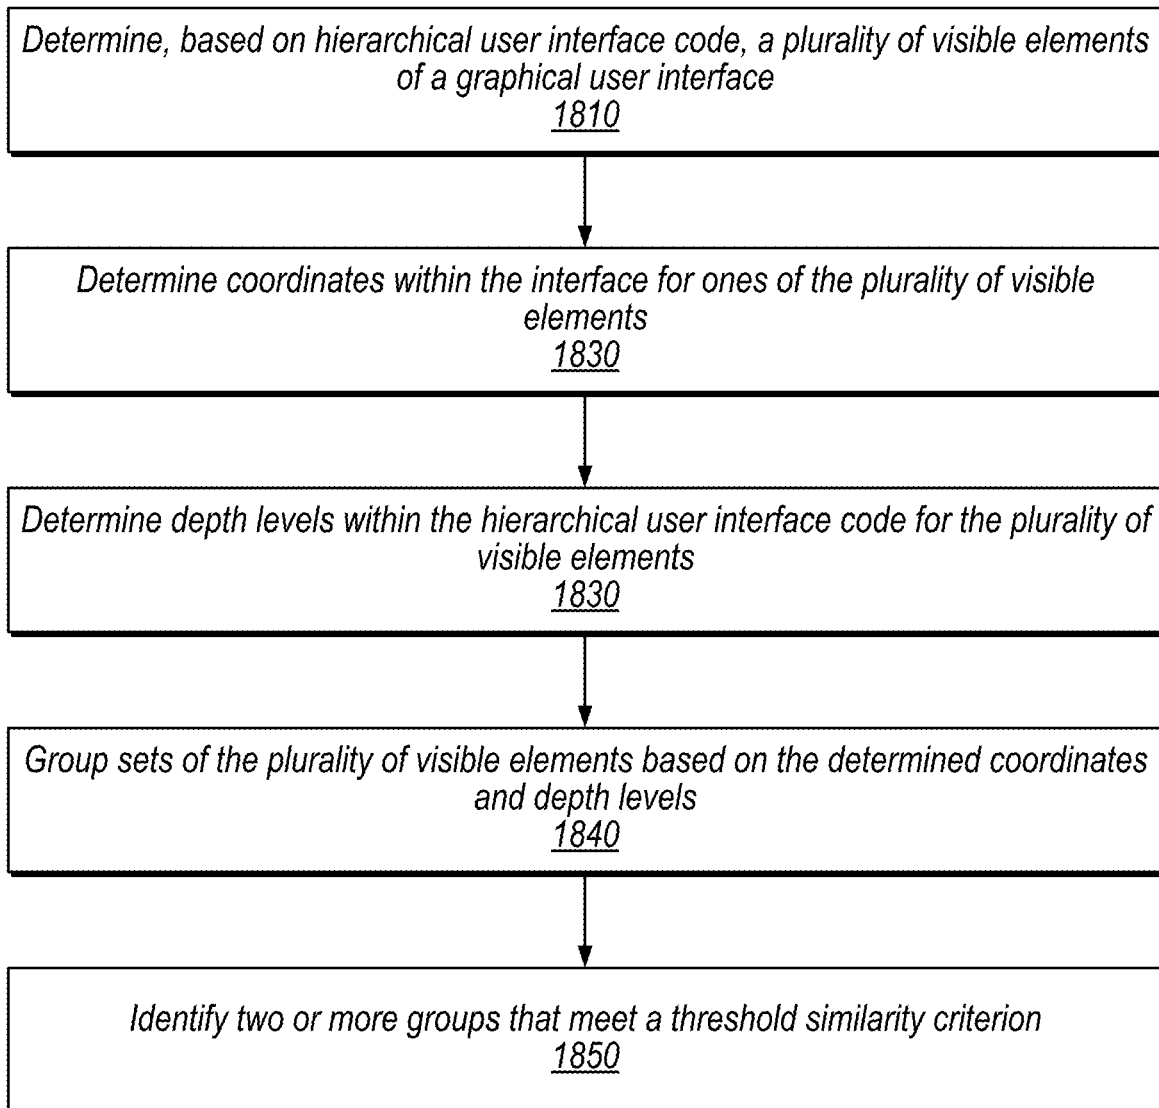 Determine, based on hierarchical user interface code, a plurality of visible elements
of a graphical user interface
1810
Determine coordinates within the interface for ones of the plurality of visible
elements
1830
Determine depth levels within the hierarchical user interface code for the plurality of
visible elements
1830
Group sets of the plurality of visible elements based on the determined coordinates
and depth levels
1840
Identify two or more groups that meet a threshold similarity criterion
1850